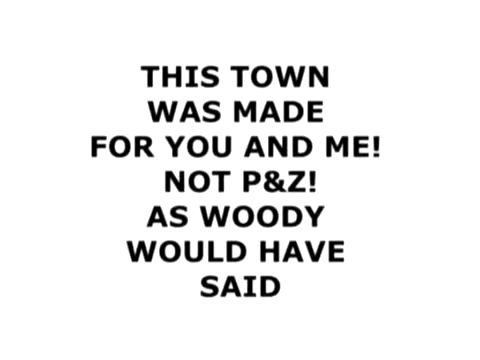 THIS TOWN
WAS MADE
FOR YOU AND ME!
NOT P&Z!
AS WOODY
WOULD HAVE
SAID